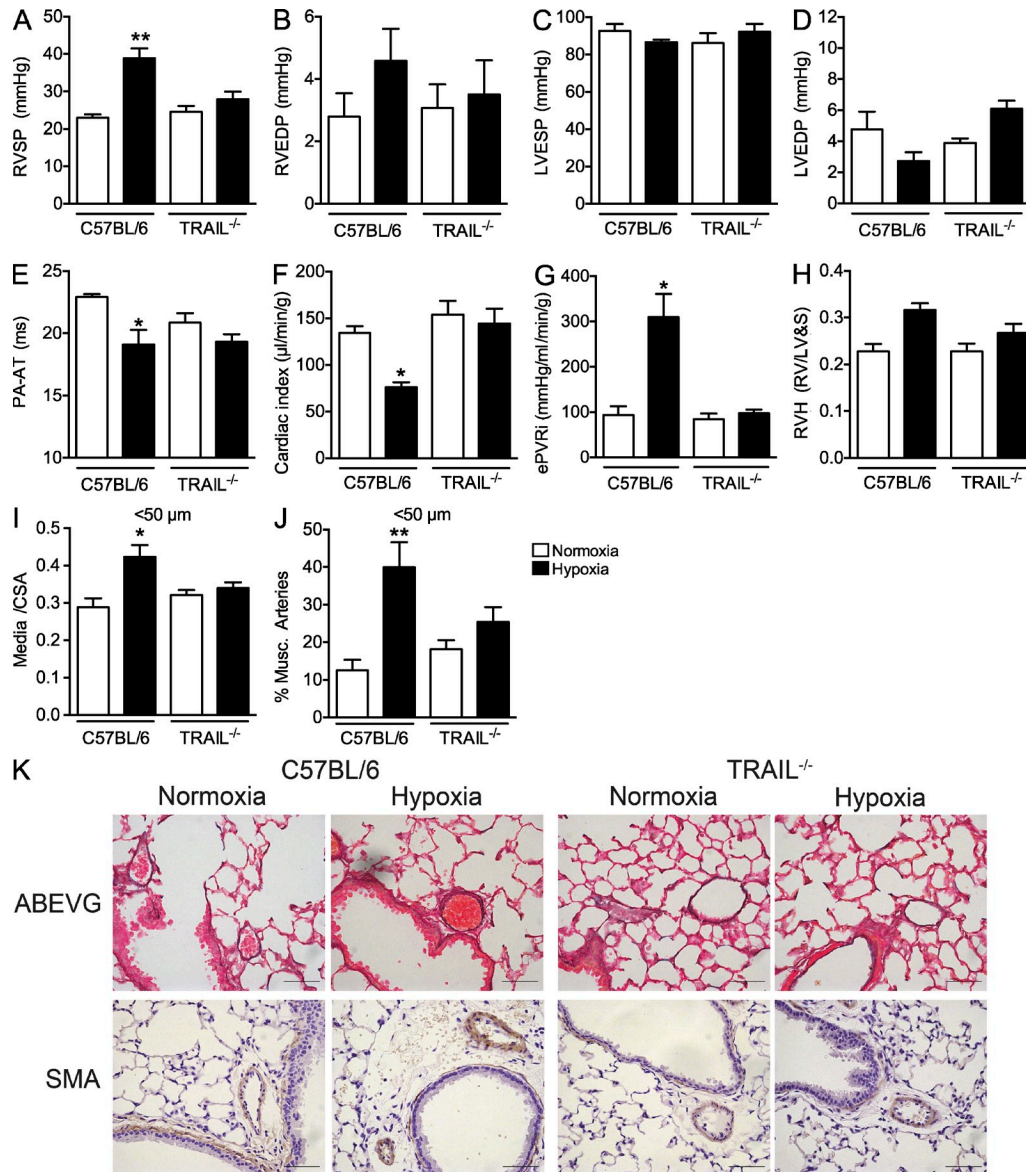 A
RVSP (mmHg)
50
40
30
20
10
0
**
C57BL/6
TRAIL-/-
B
RVEDP (mmHg)
6
4
2
0
C57BL/6
TRAIL-/-
C
LVESP (mmHg)
100
80
60
40
20
0
C57BL/6
TRAIL-/-
D
LVEDP (mmHg)
12
10
8
6
4
2
0
C57BL/6
TRAIL-/-
E
PA-AT (ms)
25
20
15
10
*
C57BL/6
TRAIL-/-
F
Cardiac index (µl/min/g)
200
150
100
50
0
*
C57BL/6
TRAIL-/-
G
ePVRi (mmHg/ml/min/g)
400
300
200
100
0
*
C57BL/6
TRAIL-/-
H
RVH (RV/LV&S)
0.4
0.3
0.2
0.1
0.0
C57BL/6
TRAIL-/-
I
<50 µm
Media /CSA
0.5
0.4
0.3
0.2
0.1
0.0
*
C57BL/6
TRAIL-/-
J
<50 µm
% Musc. Arteries
50
40
30
20
10
0
**
C57BL/6
TRAIL-/-
Normoxia
Hypoxia
K
C57BL/6
TRAIL-/-
Normoxia
Hypoxia
Normoxia
Hypoxia
ABEVG
SMA